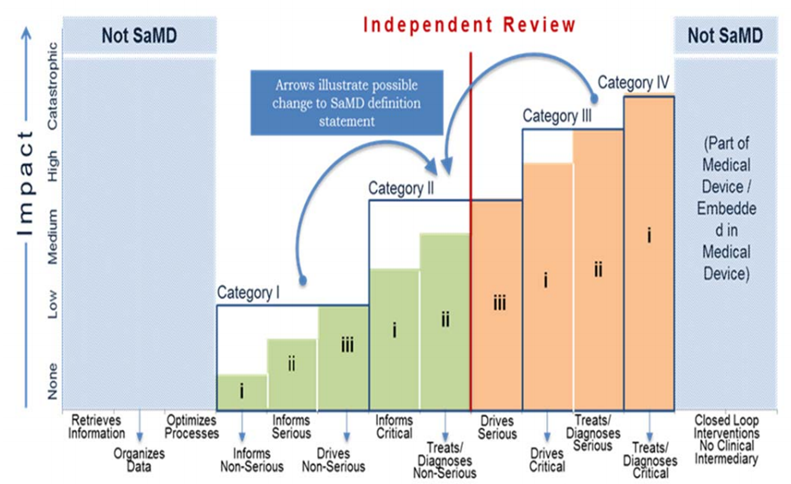 Independent Review
Not SaMD
Not SaMD
Impact
None
Low
Medium
High
Catastrophic
Arrows illustrate possible
change to SaMD definition
statement
Category I
Category II
Category III
Category IV
i
ii
iii
i
ii
iii
i
ii
i
(Part of
Medical
Device /
Embedde
d in
Medical
Device)
Retrieves
Information
Organizes
Data
Optimizes
Processes
Informs
Non-Serious
Informs
Serious
Drives
Non-Serious
Informs
Critical
Treats/
Diagnoses
Non-Serious
Drives
Serious
Drives
Critical
Treats/
Diagnoses
Serious
Treats/
Diagnoses
Critical
Closed Loop
Interventions
No Clinical
Intermediary